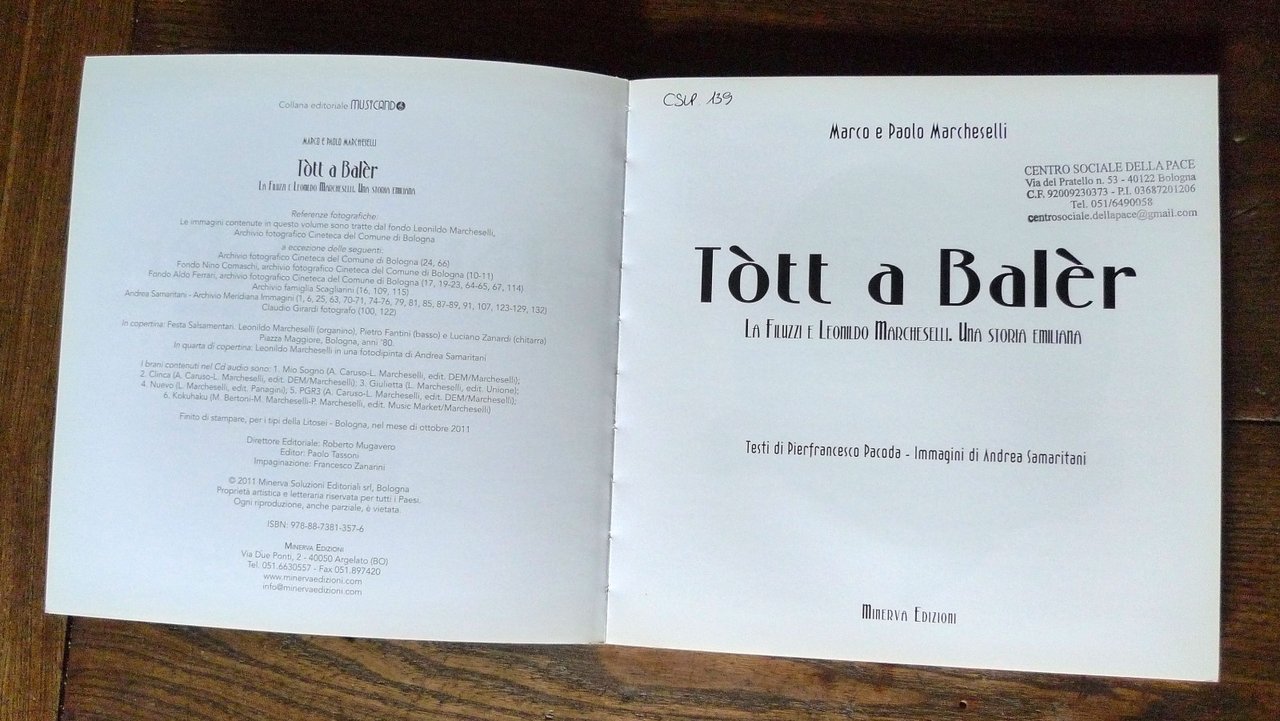 Collana editoriale MUSICANDO
MARCO E PAOLO MARCHESELLI
Tòtt a Balèr
La Filuzzi e Leonildo Marcheselli. Una storia emiliana
Referenze fotografiche:
Le immagini contenute in questo volume sono tratte dal fondo Leonildo Marcheselli,
Archivio fotografico Cineteca del Comune di Bologna
a eccezione delle seguenti:
Archivio fotografico Cineteca del Comune di Bologna (24, 66)
Fondo Nino Comaschi, archivio fotografico Cineteca del Comune di Bologna (10-11)
Fondo Aldo Ferrari, archivio fotografico Cineteca del Comune di Bologna (17, 19-23, 64-65, 67, 114)
Archivio famiglia Scagliarini (16, 109, 115)
Andrea Samaritani - Archivio Meridiana Immagini (1, 6, 25, 63, 70-71, 74-76, 79, 81, 85, 87-89, 91, 107, 123-129, 132)
Claudio Girardi fotografo (100, 122)
In copertina: Festa Salsamentari. Leonildo Marcheselli (organino), Pietro Fantini (basso) e Luciano Zanardi (chitarra)
Piazza Maggiore, Bologna, anni '80.
In quarta di copertina: Leonildo Marcheselli in una fotodipinta di Andrea Samaritani
I brani contenuti nel Cd audio sono: 1. Mio Sogno (A. Caruso-L. Marcheselli, edit. DEM/Marcheselli);
2. Clinca (A. Caruso-L. Marcheselli, edit. DEM/Marcheselli); 3. Giulietta (L. Marcheselli, edit. Unione);
4. Nuevo (L. Marcheselli, edit. Panagini); 5. PGR3 (A. Caruso-L. Marcheselli, edit. DEM/Marcheselli);
6. Kokuhaku (M. Bertoni-M. Marcheselli-P. Marcheselli, edit. Music Market/Marcheselli)
Finito di stampare, per i tipi della Litosei - Bologna, nel mese di ottobre 2011
Direttore Editoriale: Roberto Mugavero
Editor: Paolo Tassoni
Impaginazione: Francesco Zanarini
© 2011 Minerva Soluzioni Editoriali srl, Bologna
Proprietà artistica e letteraria riservata per tutti i Paesi.
Ogni riproduzione, anche parziale, è vietata.
ISBN: 978-88-7381-357-6
Minerva Edizioni
Via Due Ponti, 2 - 40050 Argelato (BO)
Tel. 051.6630557 - Fax 051.897420
www.minervaedizioni.com
info@minervaedizioni.com
CSLP 139
Marco e Paolo Marcheselli
CENTRO SOCIALE DELLA PACE
Via del Pratello n. 53 - 40122 Bologna
C.F. 92009230373 - P.I. 03687201206
Tel. 051/6490058
centrosociale.dellapace@gmail.com
Tòtt a Balèr
La Filuzzi e Leonildo Marcheselli. Una storia emiliana
Testi di Pierfrancesco Pacoda - Immagini di Andrea Samaritani
Minerva Edizioni